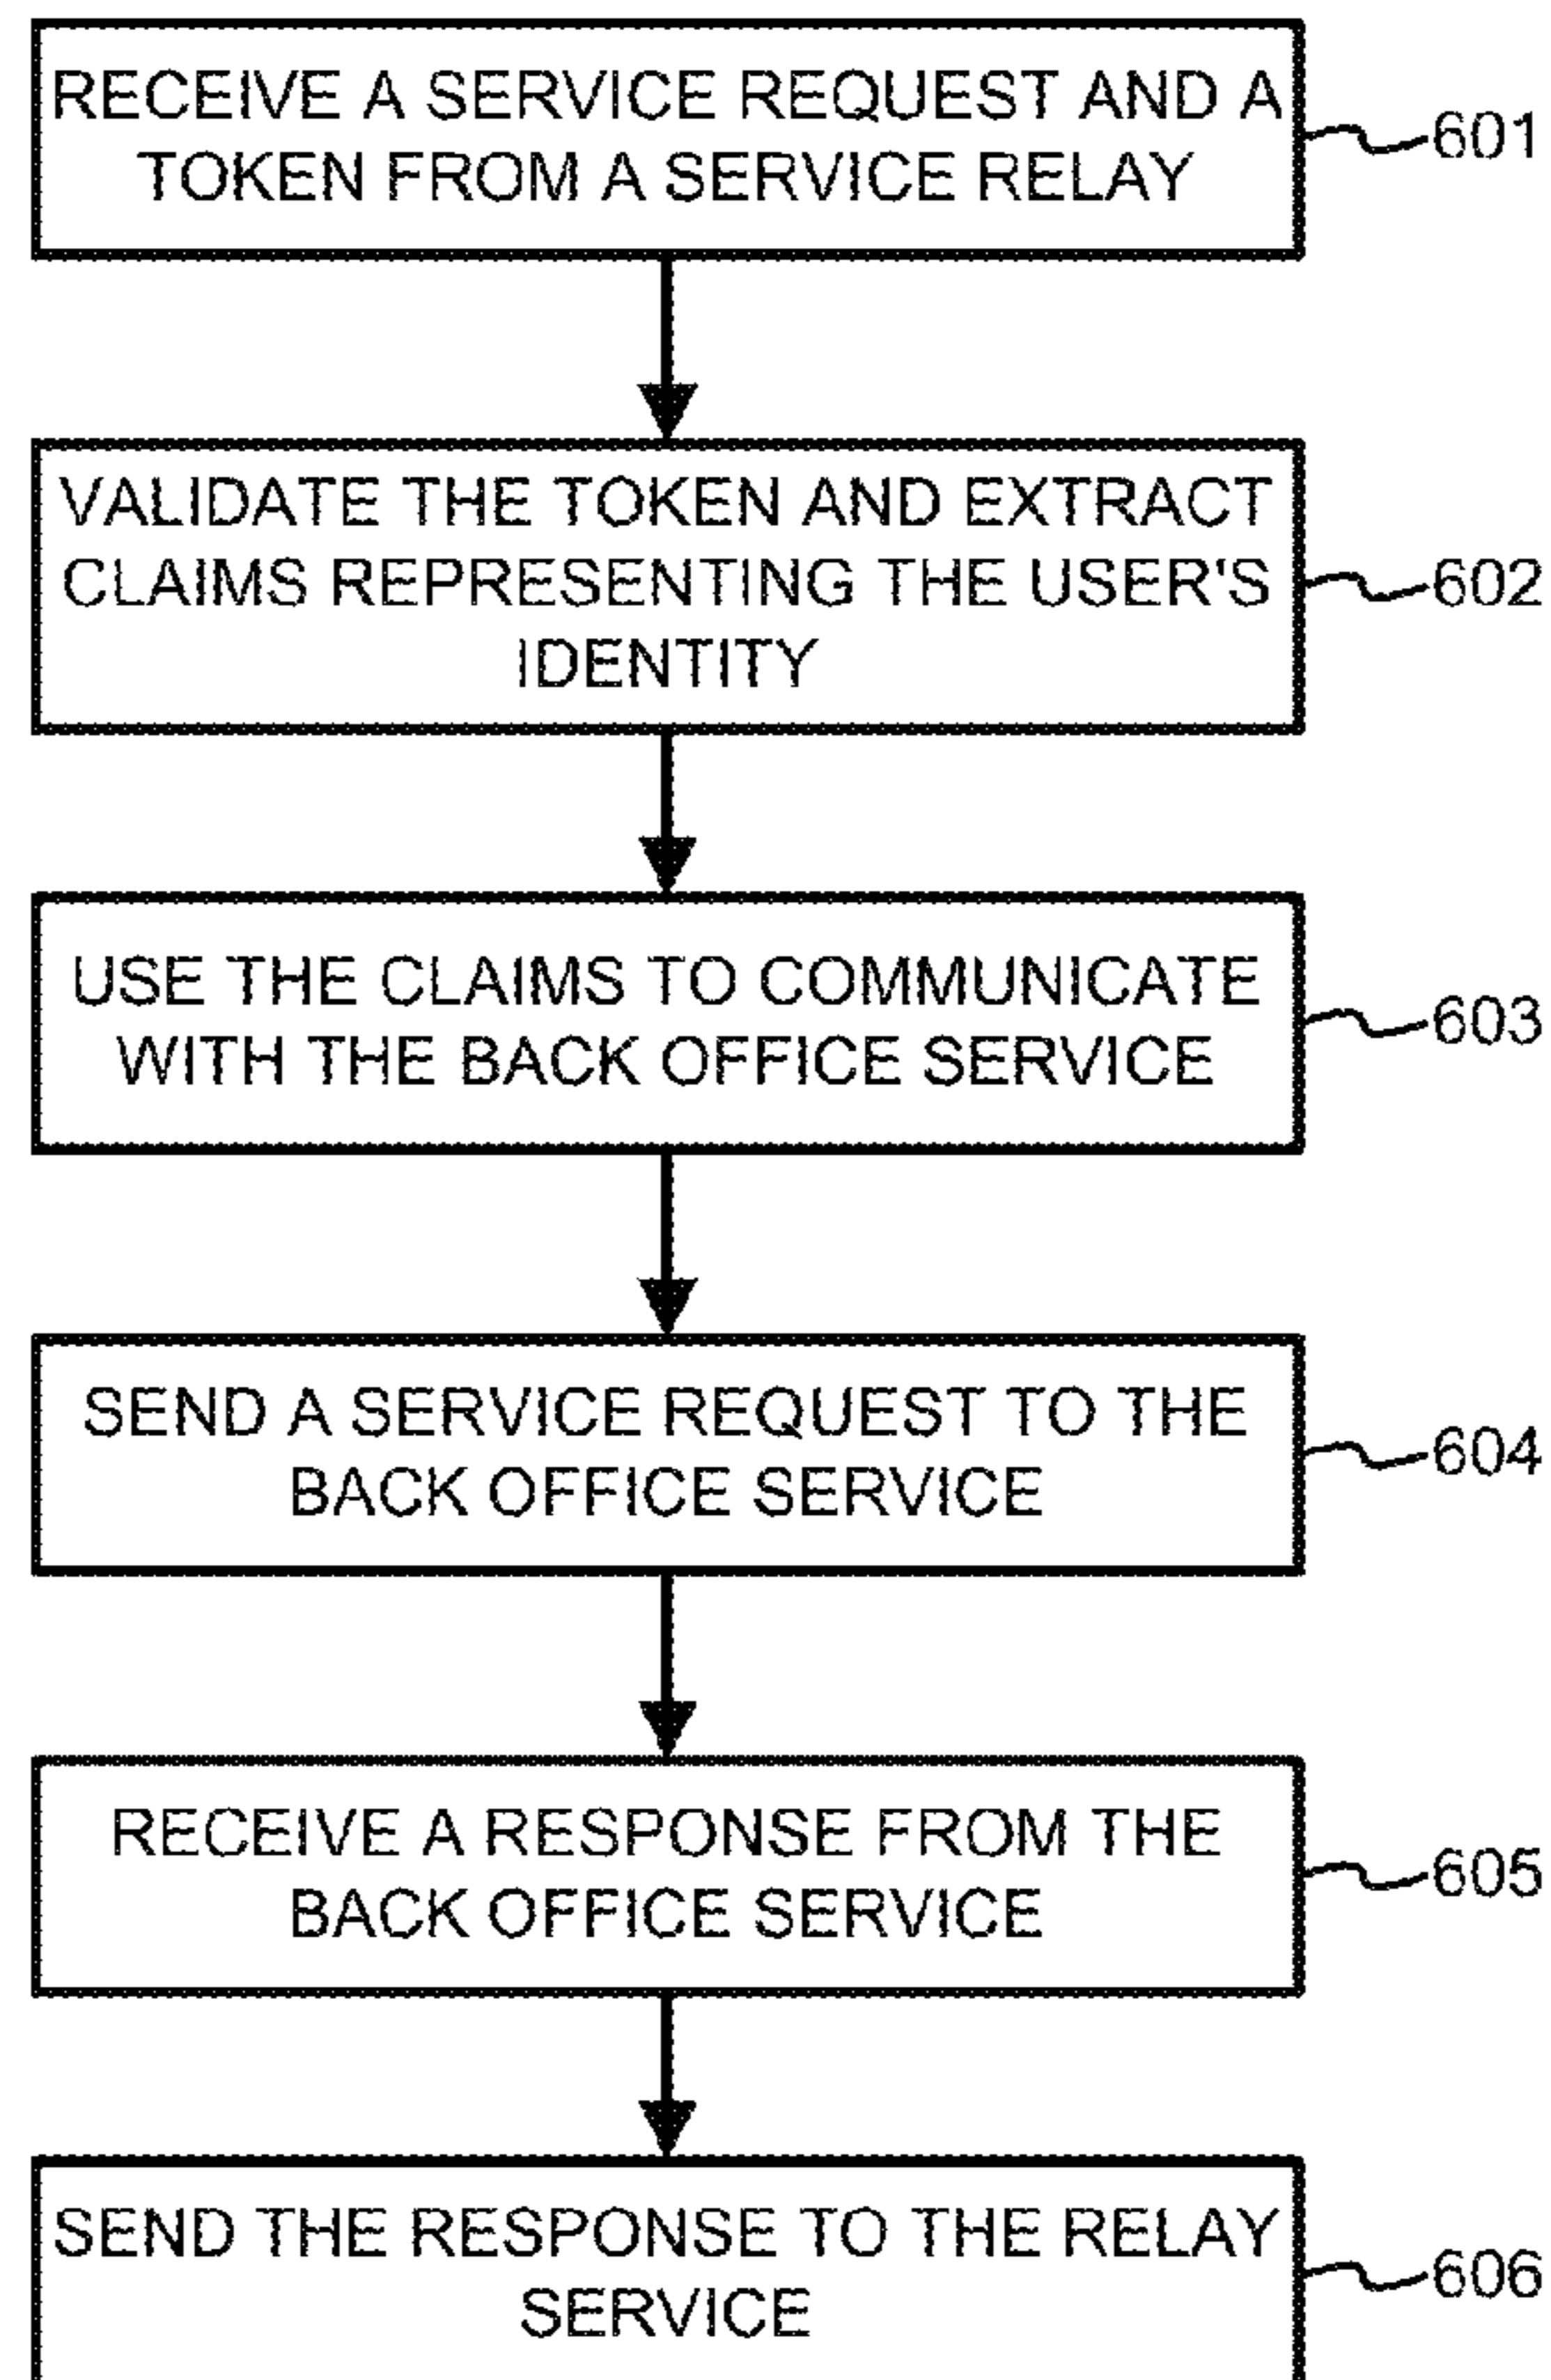 RECEIVE A SERVICE REQUEST AND A
TOKEN FROM A SERVICE RELAY
601
VALIDATE THE TOKEN AND EXTRACT
CLAIMS REPRESENTING THE USER'S
IDENTITY
602
USE THE CLAIMS TO COMMUNICATE
WITH THE BACK OFFICE SERVICE
603
SEND A SERVICE REQUEST TO THE
BACK OFFICE SERVICE
604
RECEIVE A RESPONSE FROM THE
BACK OFFICE SERVICE
605
SEND THE RESPONSE TO THE RELAY
SERVICE
606